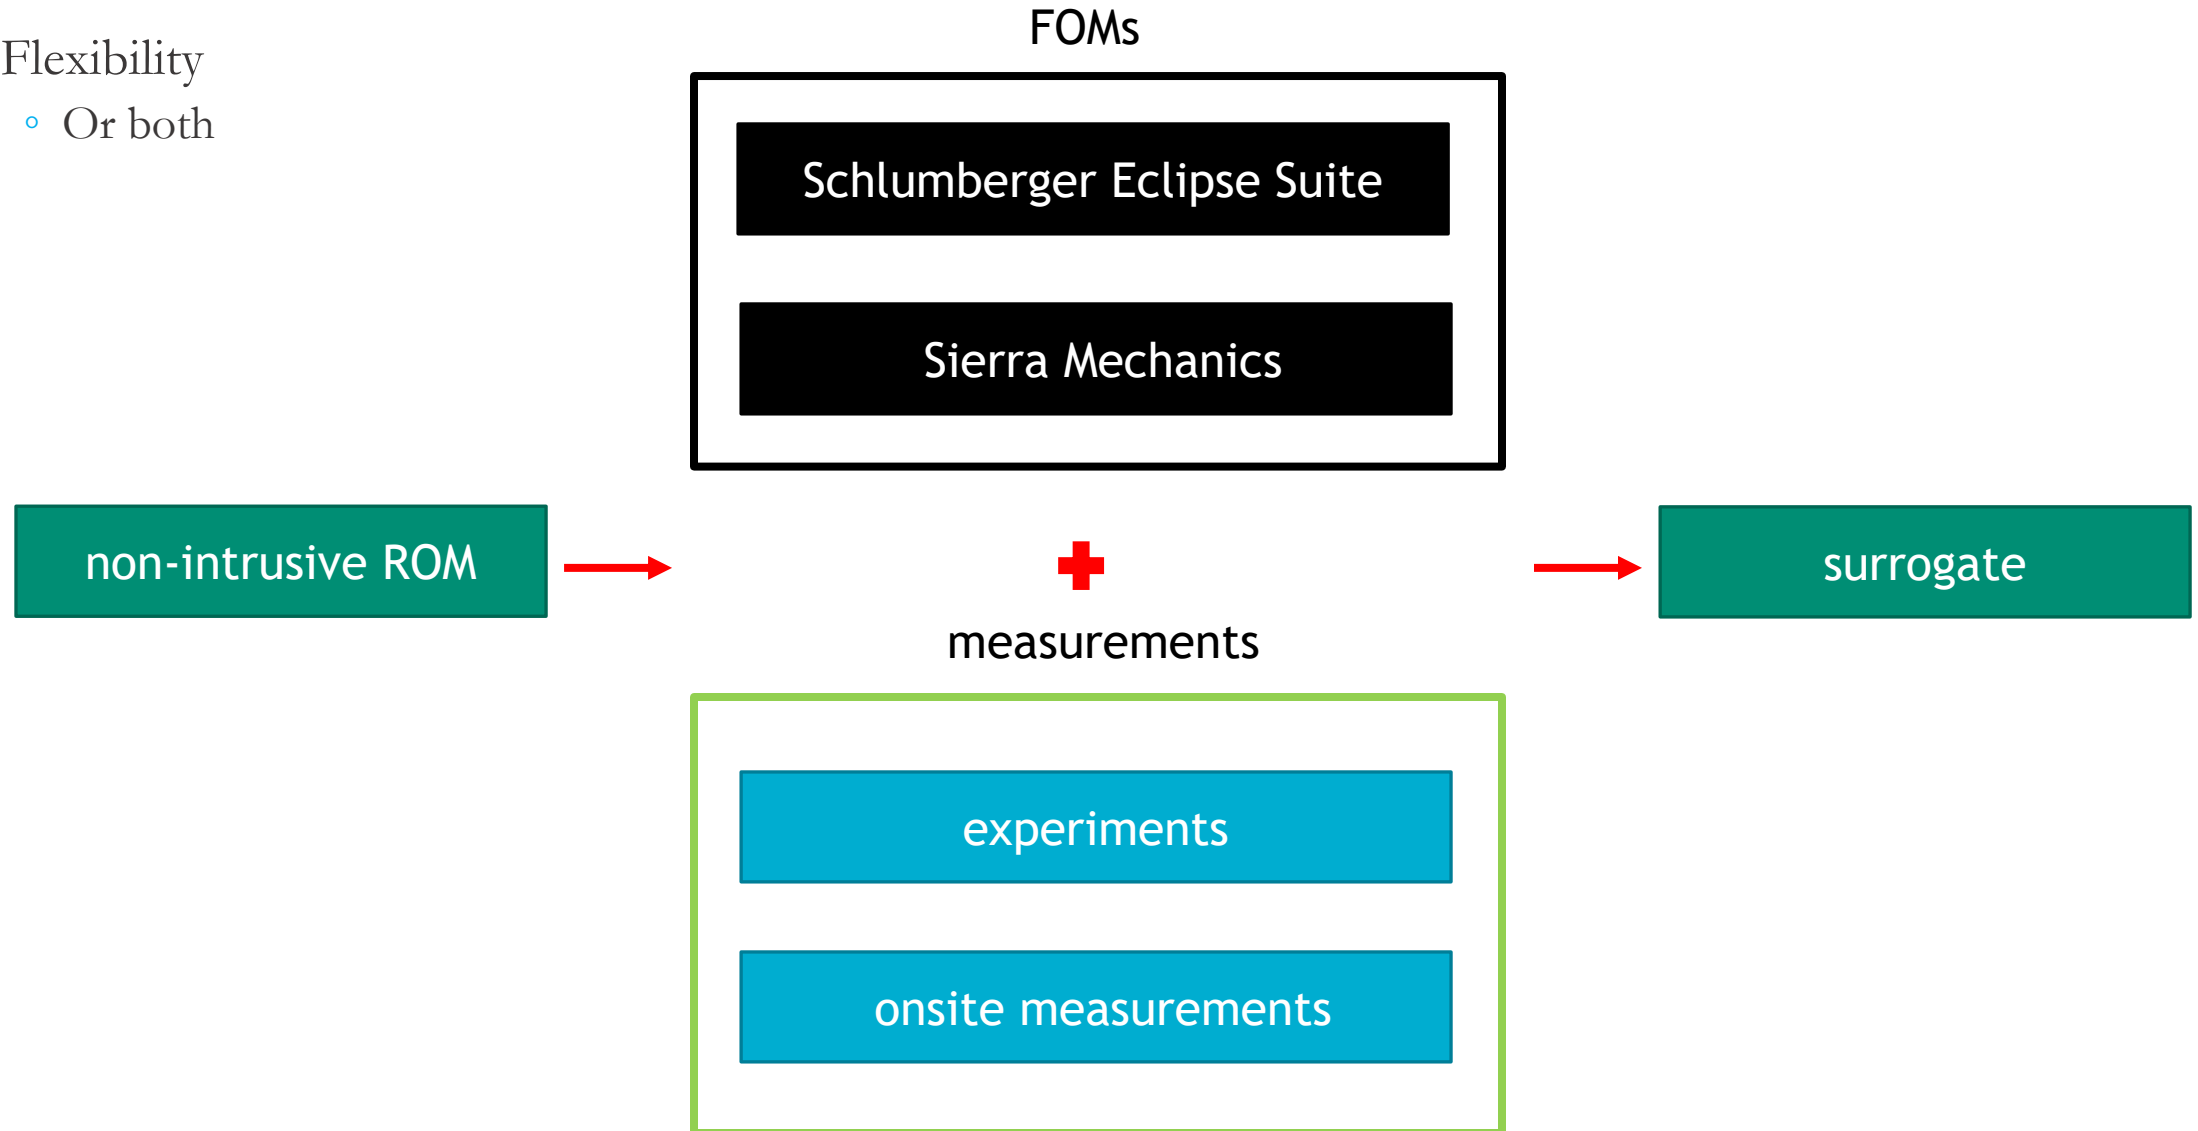 Flexibility
Or both
FOMs
Schlumberger Eclipse Suite
Sierra Mechanics
non-intrusive ROM
surrogate
measurements
experiments
onsite measurements